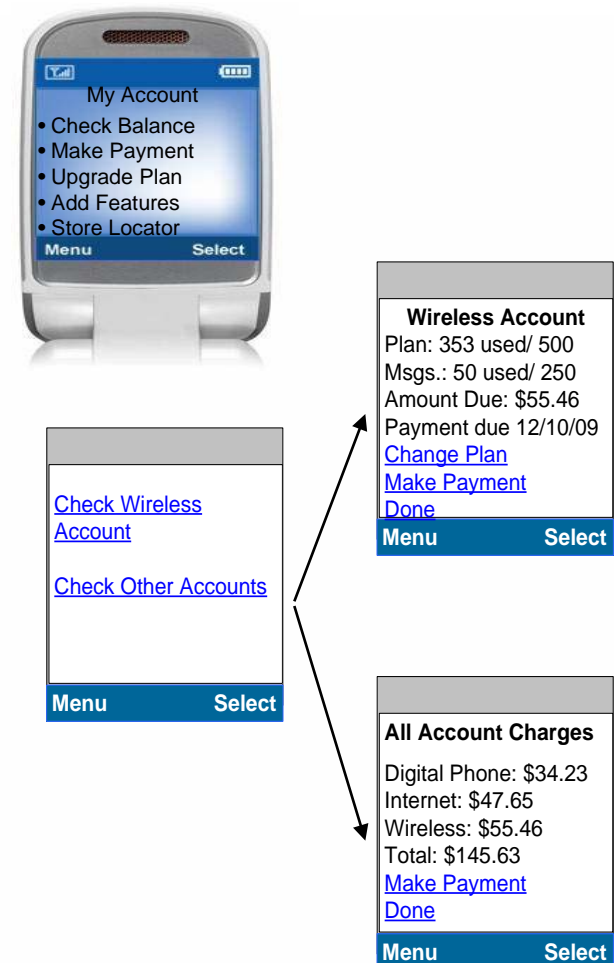 My Account
• Check Balance
• Make Payment
• Upgrade Plan
• Add Features
• Store Locator
Menu Select
Check Wireless
Account
Check Other Accounts
Menu Select
Wireless Account
Plan: 353 used/ 500
Msgs.: 50 used/ 250
Amount Due: $55.46
Payment due 12/10/09
Change Plan
Make Payment
Done
Menu Select
All Account Charges
Digital Phone: $34.23
Internet: $47.65
Wireless: $55.46
Total: $145.63
Make Payment
Done
Menu Select